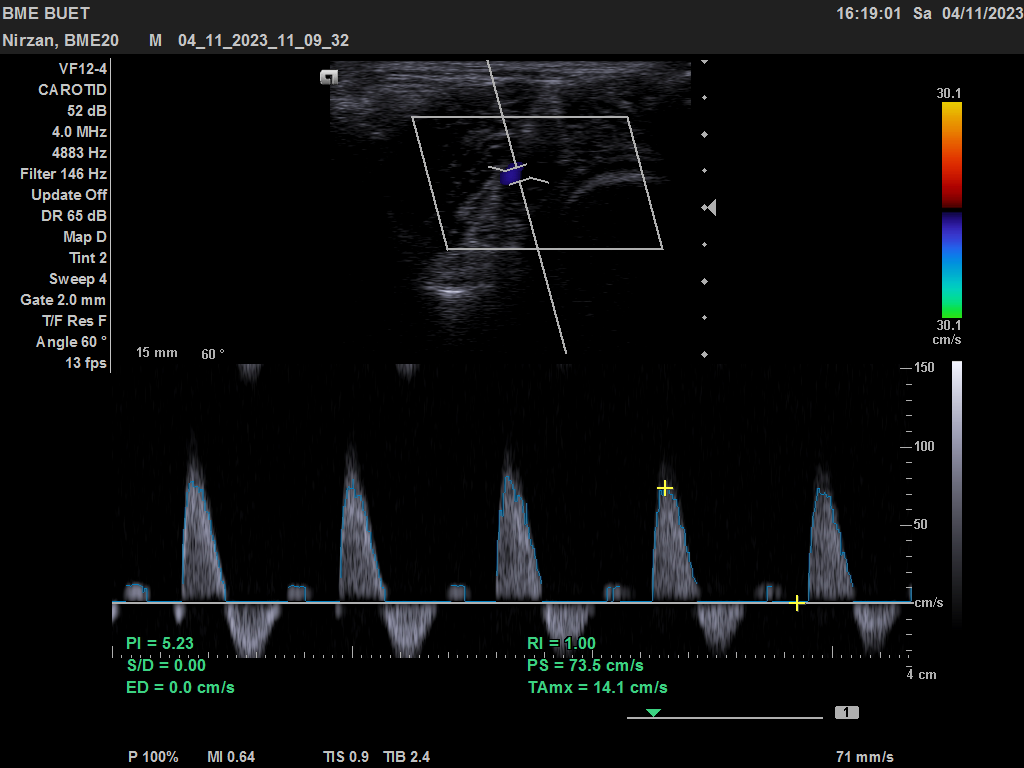 BME BUET
16:19:01 Sa 04/11/2023
Nirzan, BME20 M 04_11_2023_11_09_32
VF12-4
CAROTID
52 dB
4.0 MHz
4883 Hz
Filter 146 Hz
Update Off
DR 65 dB
Map D
Tint 2
Sweep 4
Gate 2.0 mm
T/F Res F
Angle 60 °
13 fps
15 mm 60 °
30.1
30.1
cm/s
150
100
50
cm/s
4 cm
PI = 5.23
S/D = 0.00
ED = 0.0 cm/s
RI = 1.00
PS = 73.5 cm/s
TAmx = 14.1 cm/s
1
P 100% MI 0.64 TIS 0.9 TIB 2.4 71 mm/s